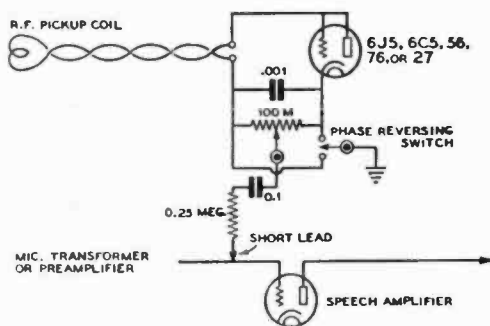 R.F. PICKUP COIL
6J5, 6C5, 56,
76, OR 27
.001
100 M
PHASE REVERSING
SWITCH
0.1
0.25 MEG.
SHORT LEAD
MIC. TRANSFORMER
OR PREAMPLIFIER
SPEECH AMPLIFIER